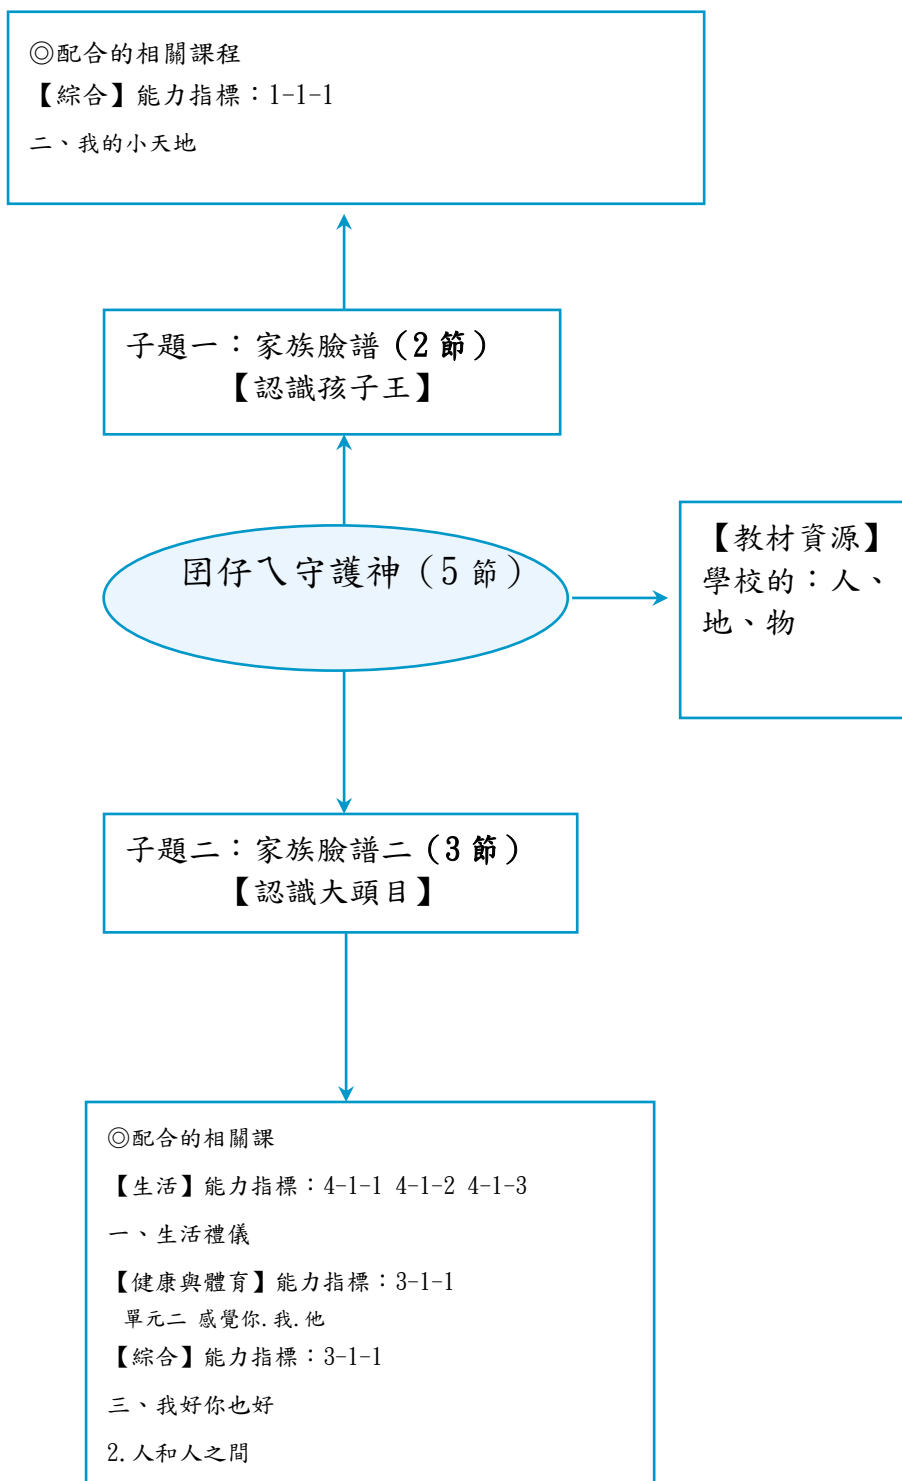 ◎配合的相關課程
【綜合】能力指標：1-1-1
二、我的小天地
子題一：家族臉譜（2 節）
【認識孩子王】
囝仔ㄟ守護神（5 節）
【教材資源】
學校的：人、
地、物
子題二：家族臉譜二（3 節）
【認識大頭目】
◎配合的相關課
【生活】能力指標：4-1-1 4-1-2 4-1-3
一、生活禮儀
【健康與體育】能力指標：3-1-1
單元二 感覺你.我.他
【綜合】能力指標：3-1-1
三、我好你也好
2.人和人之間